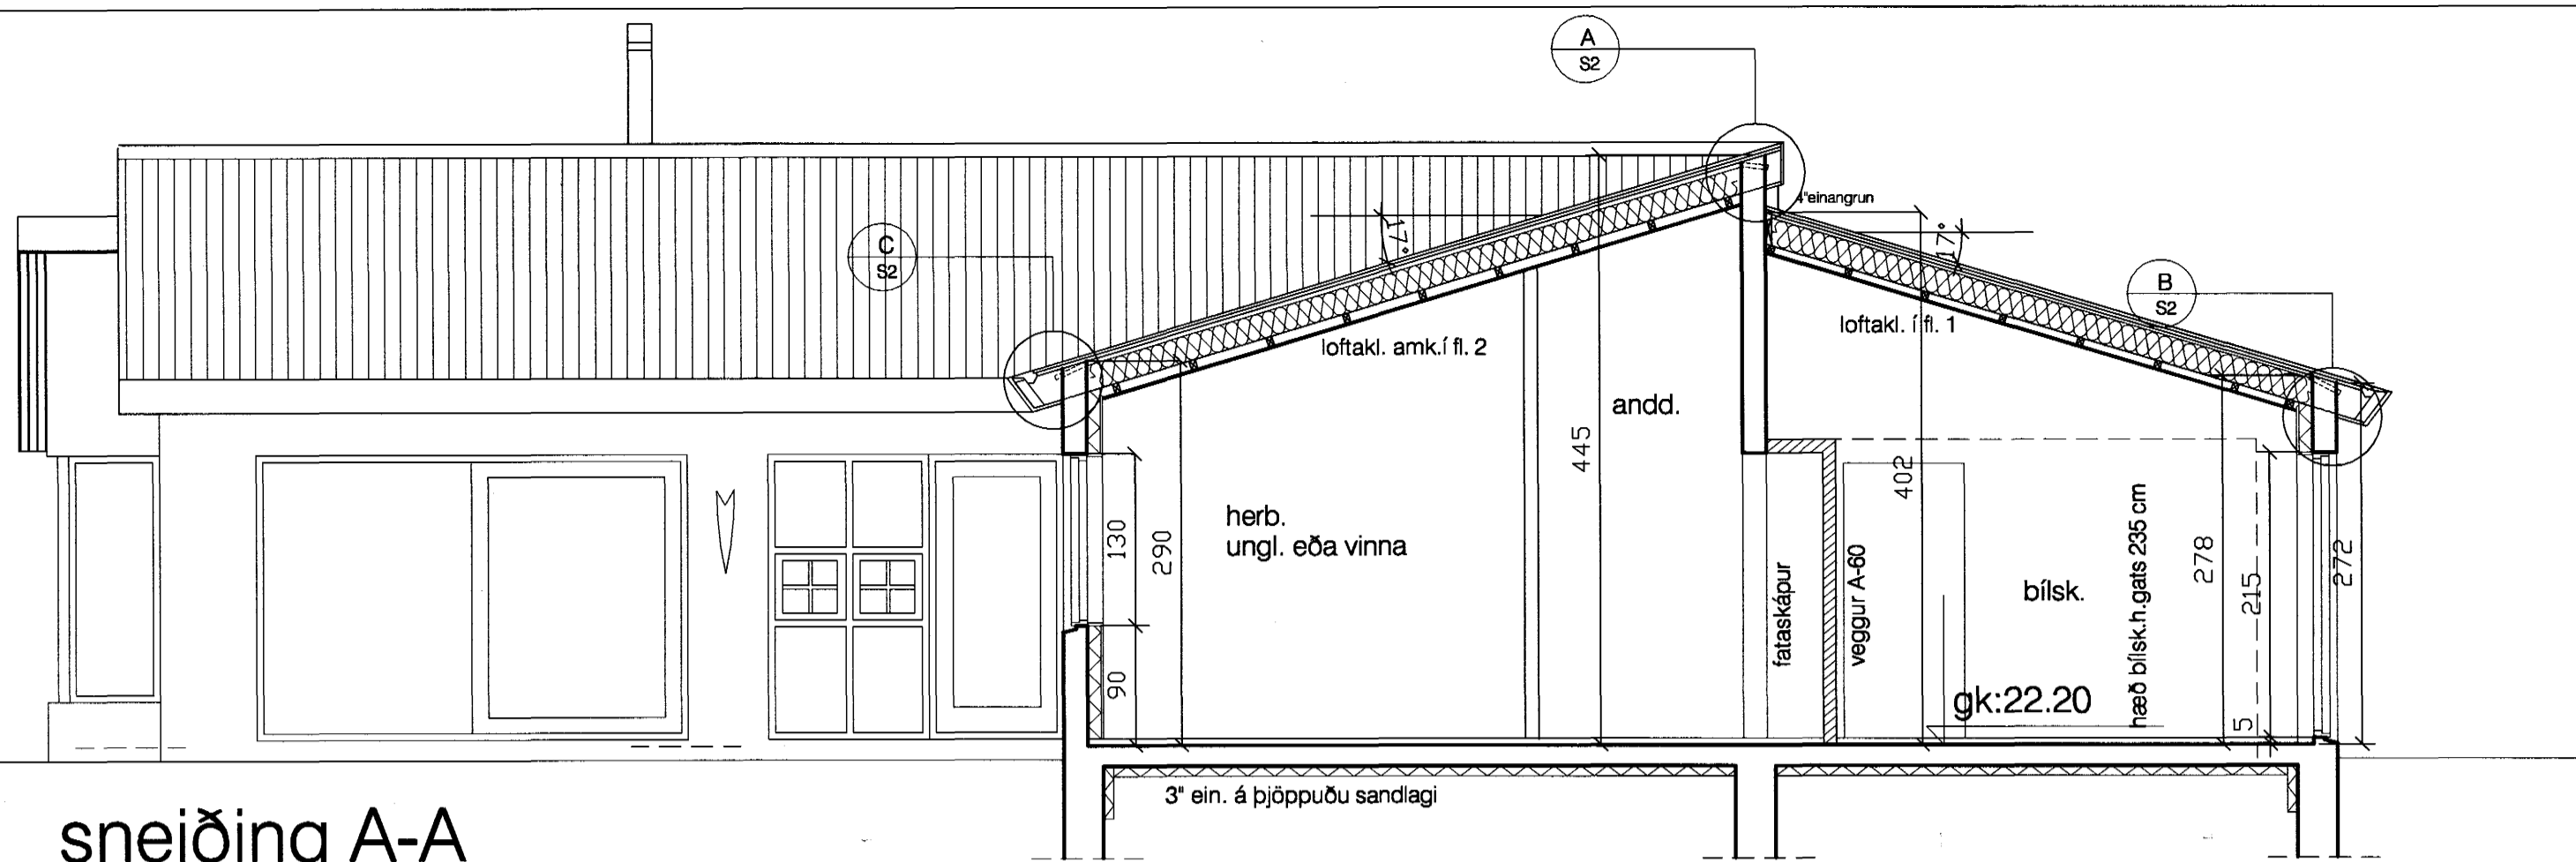 A
S2
4"einangrun
17°
17°
C
S2
B
S2
loftakl. í fl. 1
loftakl. amk.í fl. 2
andd.
445
402
herb.
ungl. eða vinna
130
290
90
fataskápur
veggur A-60
bílsk.
hæð bílsk.h.gats 235 cm
278
215
272
5
gk:22.20
3" ein. á þjöppuðu sandlagi
sneiðing A-A